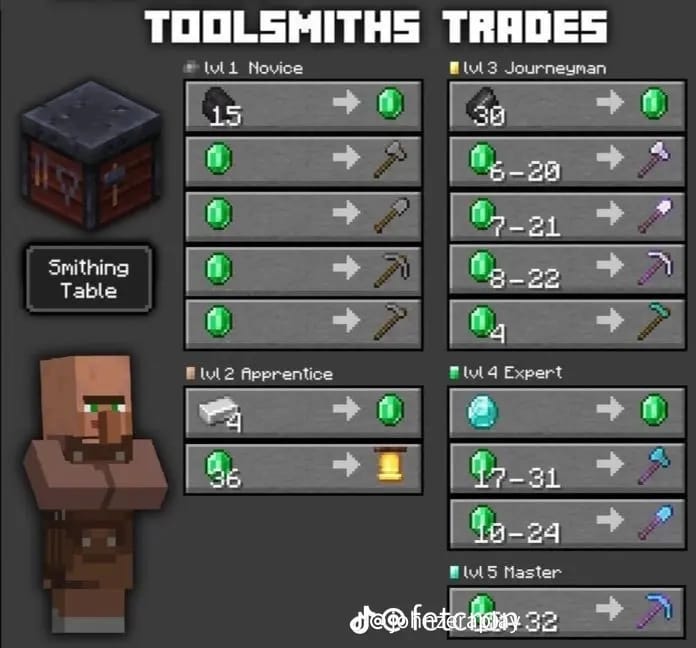 TOOLSMITHS TRADES
lvl 1 Novice
15
Smithing
Table
lvl 2 Apprentice
4
36
lvl 3 Journeyman
30
6-20
7-21
8-22
4
lvl 4 Expert
17-31
10-24
lvl 5 Master
-32